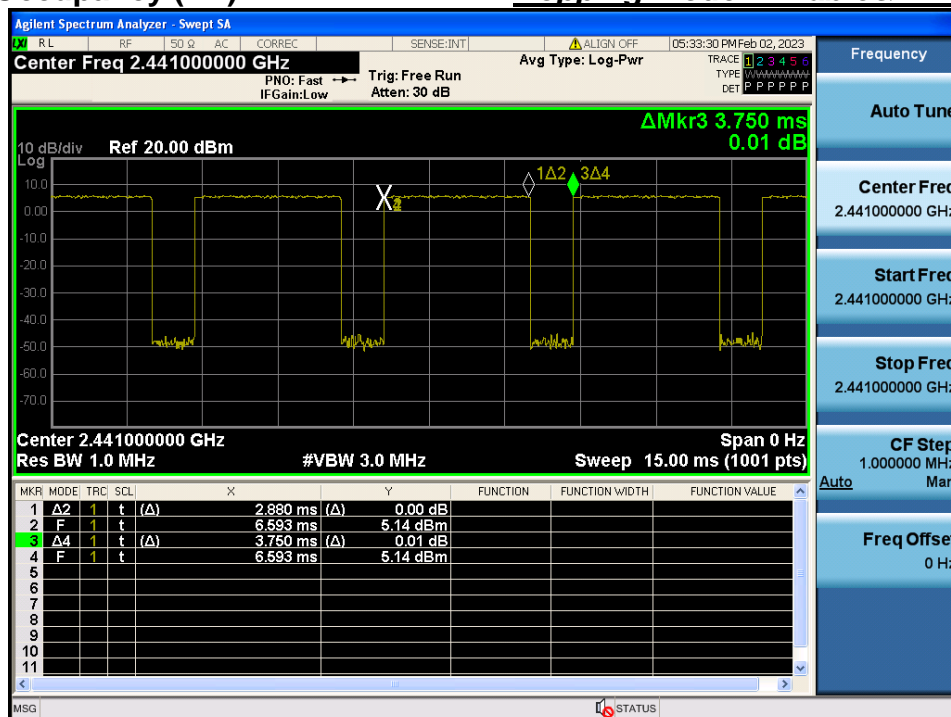 Agilent Spectrum Analyzer - Swept SA
LXI RL RF 50 Ω AC CORREC SENSE:INT ALIGN OFF 05:33:30 PM Feb 02, 2023
Center Freq 2.441000000 GHz
PNO: Fast
IFGain:Low
Trig: Free Run
Atten: 30 dB
Avg Type: Log-Pwr
TRACE 1 2 3 4 5 6
TYPE
DET P P P P P P
ΔMkr3 3.750 ms
0.01 dB
10 dB/div Ref 20.00 dBm
Log
10.0
0.00
-10.0
-20.0
-30.0
-40.0
-50.0
-60.0
-70.0
1Δ2 3Δ4
X
Center 2.441000000 GHz Span 0 Hz
Res BW 1.0 MHz #VBW 3.0 MHz Sweep 15.00 ms (1001 pts)
MKR MODE TRC SCL X Y FUNCTION FUNCTION WIDTH FUNCTION VALUE
1 Δ2 1 t (Δ) 2.880 ms (Δ) 0.00 dB
2 F 1 t 6.593 ms 5.14 dBm
3 Δ4 1 t (Δ) 3.750 ms (Δ) 0.01 dB
4 F 1 t 6.593 ms 5.14 dBm
5
6
7
8
9
10
11
MSG STATUS
Frequency
Auto Tune
Center Freq
2.441000000 GHz
Start Freq
2.441000000 GHz
Stop Freq
2.441000000 GHz
CF Step
1.000000 MHz
Auto Man
Freq Offset
0 Hz